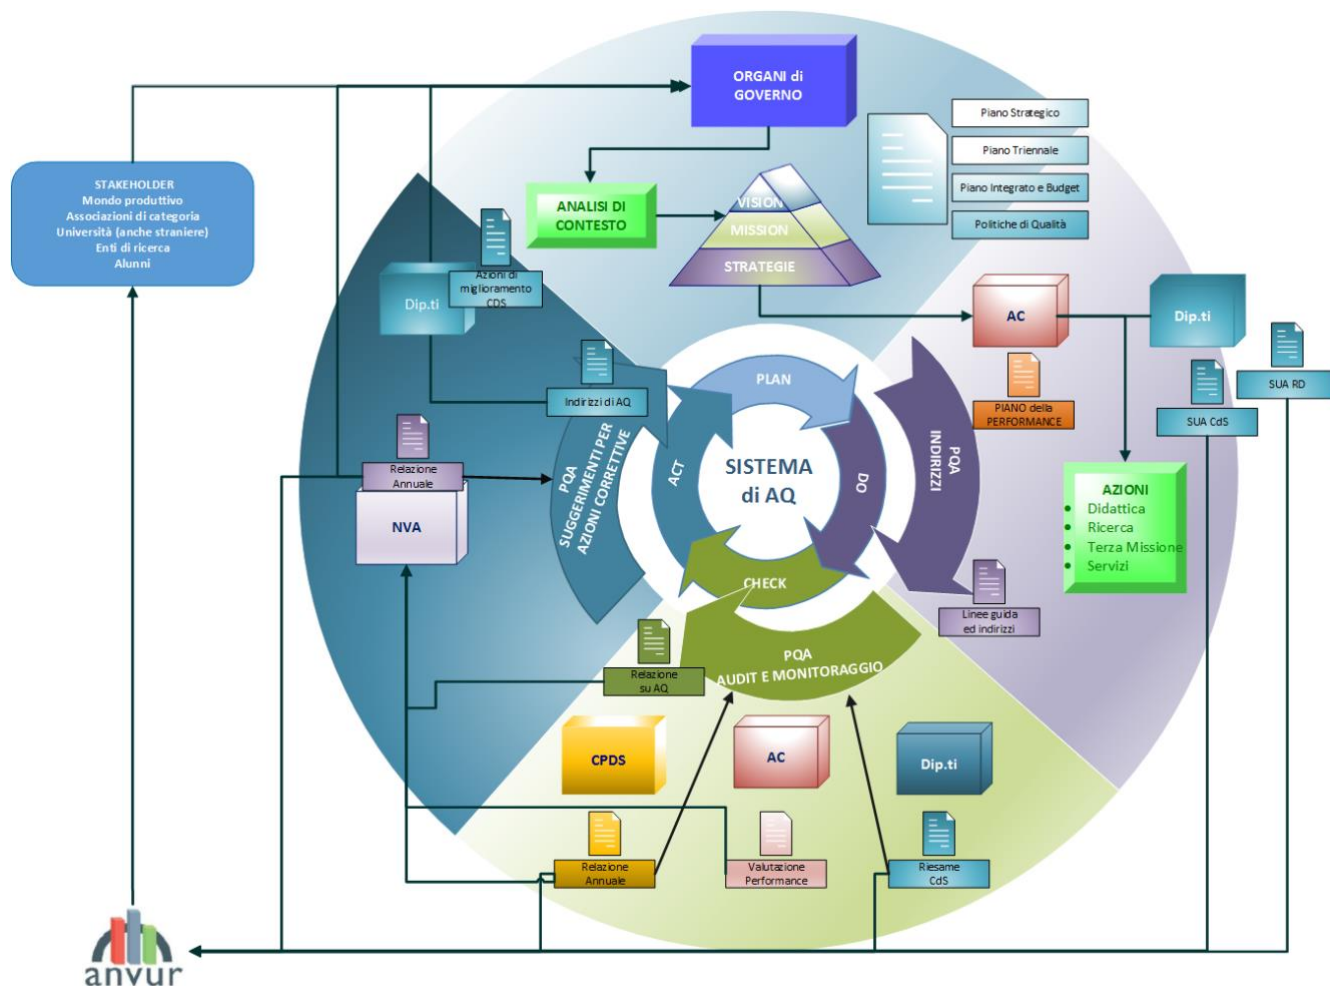 ORGANI di
GOVERNO
Piano Strategico
Piano Triennale
Piano Integrato e Budget
Politiche di Qualità
STAKEHOLDER
Mondo produttivo
Associazioni di categoria
Università (anche straniere)
Enti di ricerca
Alunni
ANALISI DI
CONTESTO
VISION
MISSION
STRATEGIE
Dip.ti
Azioni di
miglioramento
CDS
AC
Dip.ti
SUA RD
PIANO della
PERFORMANCE
SUA CdS
Indirizzi di AQ
PLAN
DO
CHECK
ACT
SISTEMA
di AQ
PQA
INDIRIZZI
PQA
SUGGERIMENTI PER
AZIONI CORRETTIVE
Relazione
Annuale
NVA
AZIONI
• Didattica
• Ricerca
• Terza Missione
• Servizi
Linee guida
ed indirizzi
PQA
AUDIT E MONITORAGGIO
Relazione
su AQ
CPDS
AC
Dip.ti
Relazione
Annuale
Valutazione
Performance
Riesame
CdS
anvur